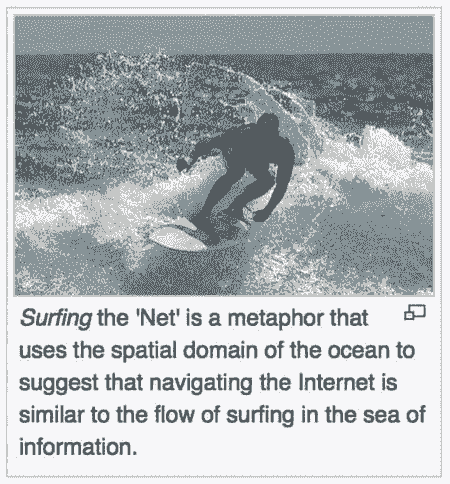 Surfing the 'Net' is a metaphor that
uses the spatial domain of the ocean to
suggest that navigating the Internet is
similar to the flow of surfing in the sea of
information.